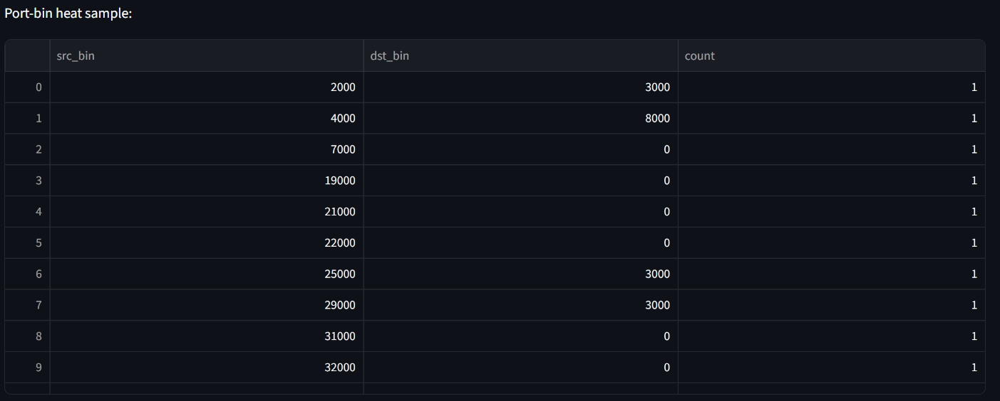 Port-bin heat sample:
src_bin dst_bin count
0 2000 3000 1
1 4000 8000 1
2 7000 0 1
3 19000 0 1
4 21000 0 1
5 22000 0 1
6 25000 3000 1
7 29000 3000 1
8 31000 0 1
9 32000 0 1